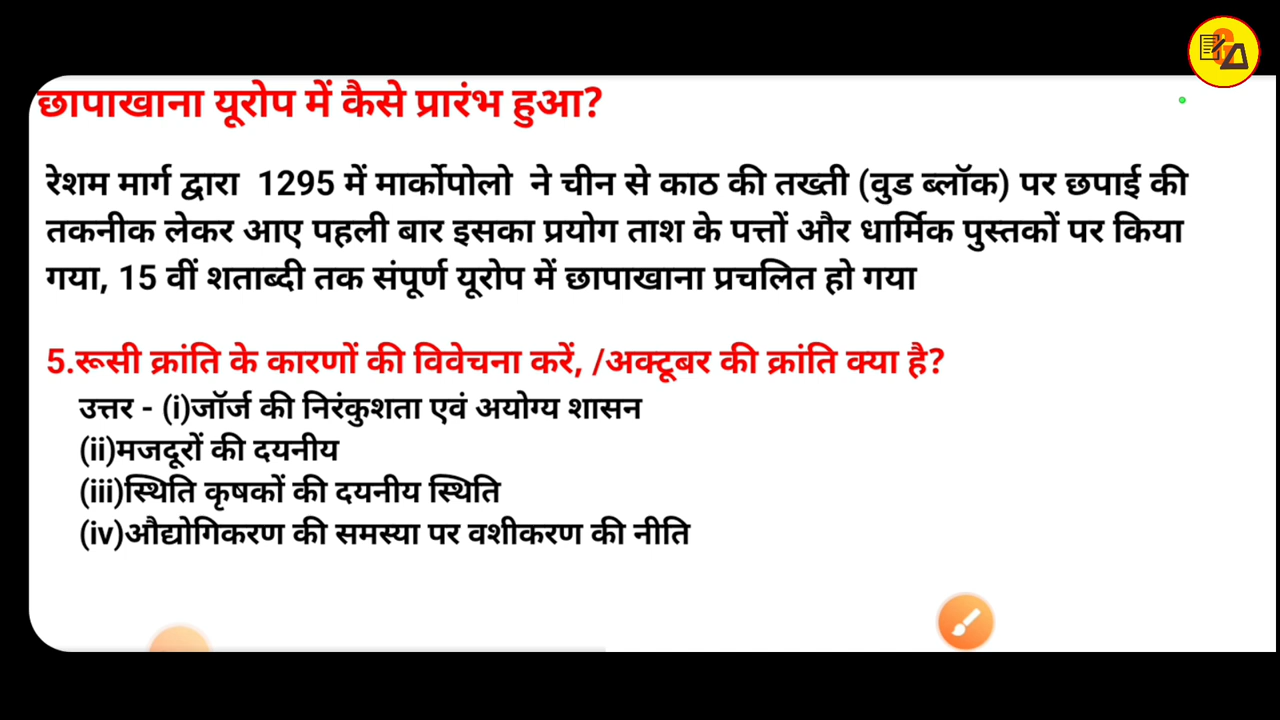 छापाखाना यूरोप में कैसे प्रारंभ हुआ?
रेशम मार्ग द्वारा 1295 में मार्कोपोलो ने चीन से काठ की तख्ती (वुड ब्लॉक) पर छपाई की
तकनीक लेकर आए पहली बार इसका प्रयोग ताश के पत्तों और धार्मिक पुस्तकों पर किया
गया, 15 वीं शताब्दी तक संपूर्ण यूरोप में छापाखाना प्रचलित हो गया
5.रूसी क्रांति के कारणों की विवेचना करें, /अक्टूबर की क्रांति क्या है?
उत्तर - (i)जॉर्ज की निरंकुशता एवं अयोग्य शासन
(ii)मजदूरों की दयनीय
(iii)स्थिति कृषकों की दयनीय स्थिति
(iv)औद्योगिकरण की समस्या पर वशीकरण की नीति